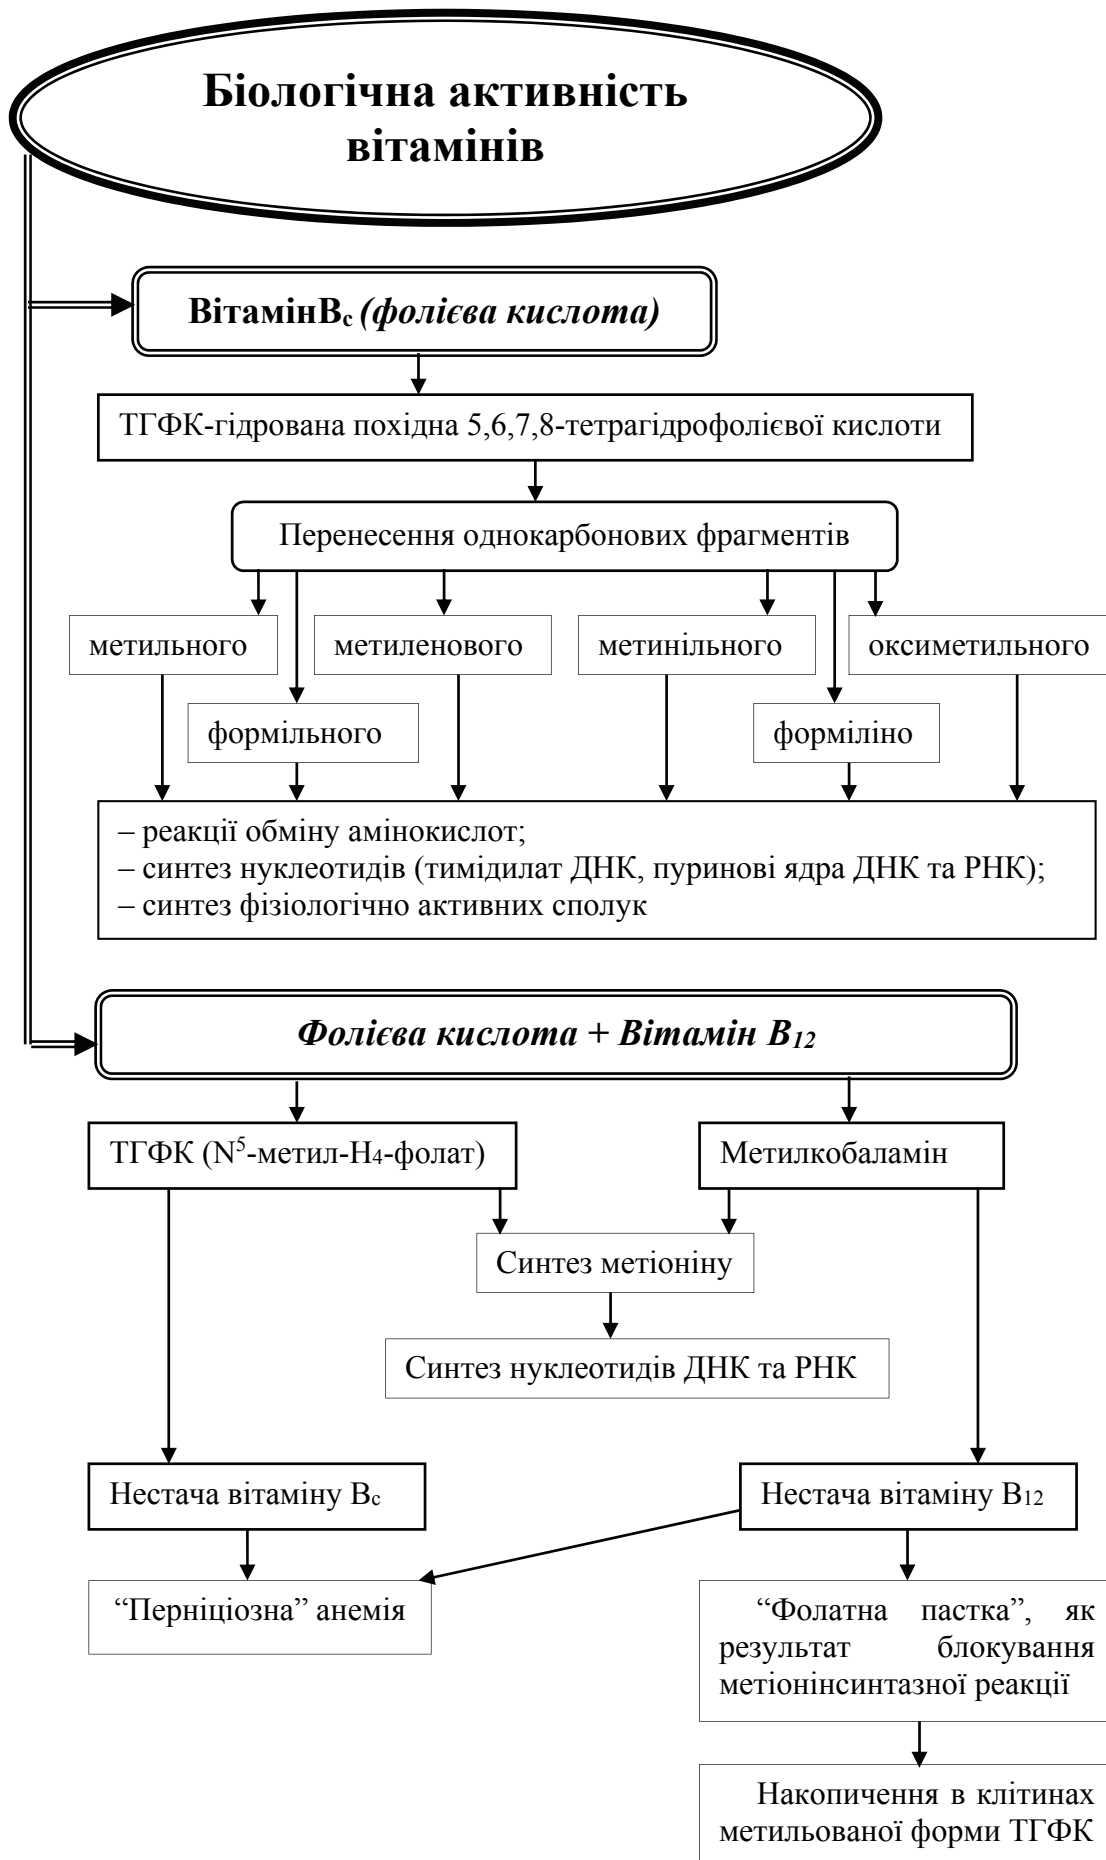 Біологічна активність
вітамінів
ВітамінВc (фолієва кислота)
ТГФК-гідрована похідна 5,6,7,8-тетрагідрофолієвої кислоти
Перенесення однокарбонових фрагментів
метильного
метиленового
метинільного
оксиметильного
формільного
форміліно
– реакції обміну амінокислот;
– синтез нуклеотидів (тимідилат ДНК, пуринові ядра ДНК та РНК);
– синтез фізіологічно активних сполук
Фолієва кислота + Вітамін В12
ТГФК (N5-метил-Н4-фолат)
Метилкобаламін
Синтез метіоніну
Синтез нуклеотидів ДНК та РНК
Нестача вітаміну Вс
Нестача вітаміну В12
“Перніціозна” анемія
“Фолатна пастка”, як
результат блокування
метіонінсинтазної реакції
Накопичення в клітинах
метильованої форми ТГФК